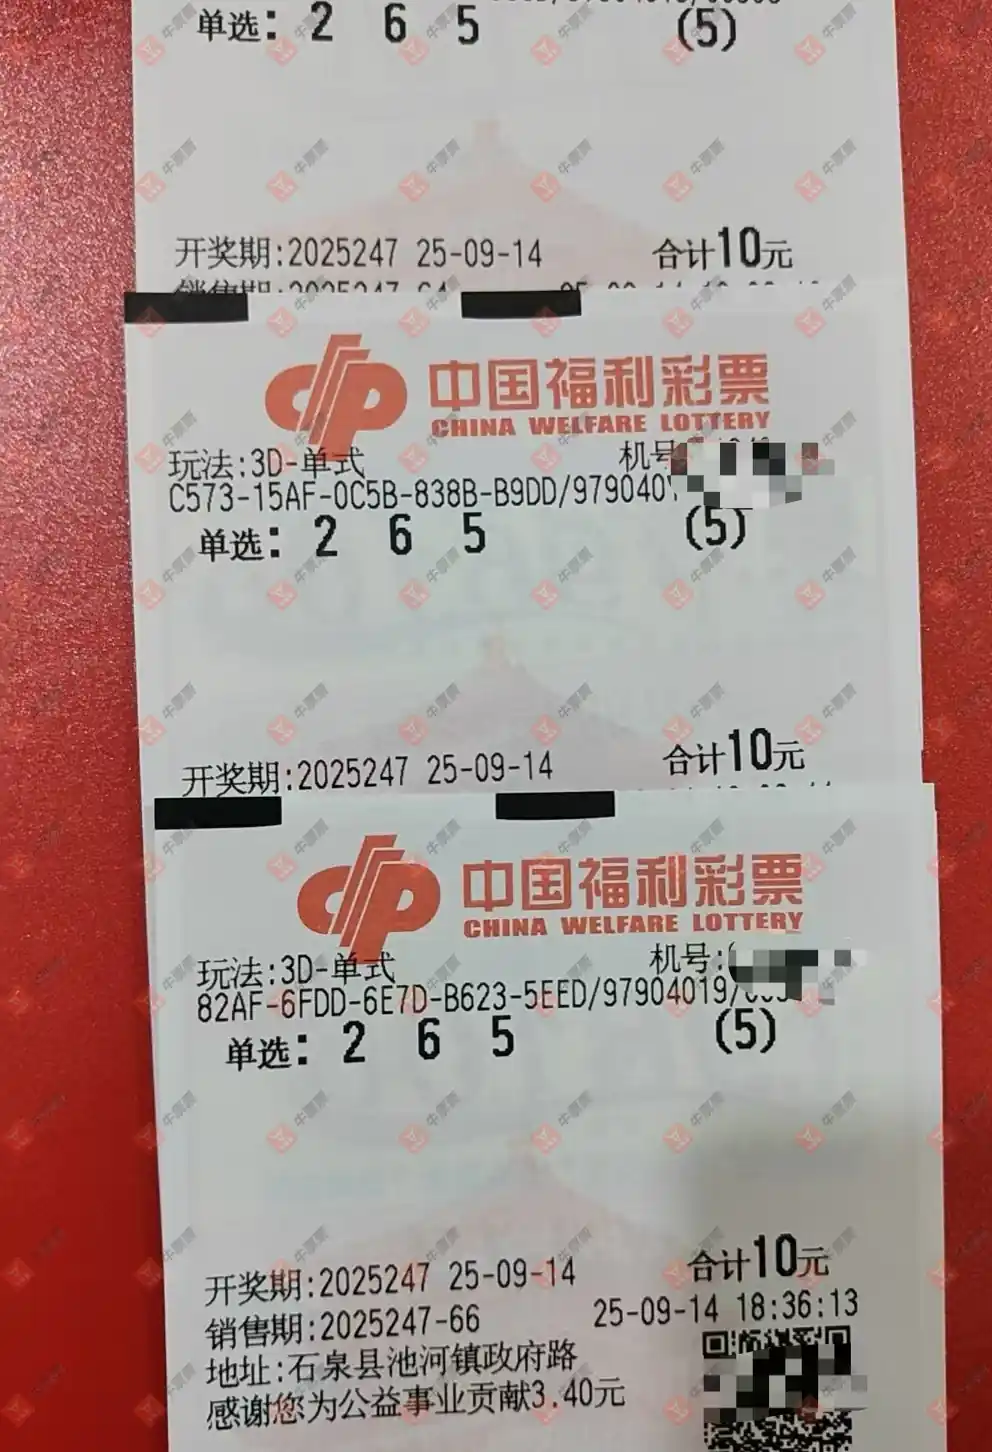 单选: 2 6 5 (5)
开奖期:2025247 25-09-14 合计10元
中国福利彩票
CHINA WELFARE LOTTERY
玩法:3D-单式 机号
C573-15AF-0C5B-838B-B9DD/979040
单选: 2 6 5 (5)
开奖期:2025247 25-09-14 合计10元
中国福利彩票
CHINA WELFARE LOTTERY
玩法:3D-单式 机号:
82AF-6FDD-6E7D-B623-5EED/97904019/
单选: 2 6 5 (5)
开奖期:2025247 25-09-14 合计10元
销售期:2025247-66 25-09-14 18:36:13
地址:石泉县池河镇政府路
感谢您为公益事业贡献3.40元